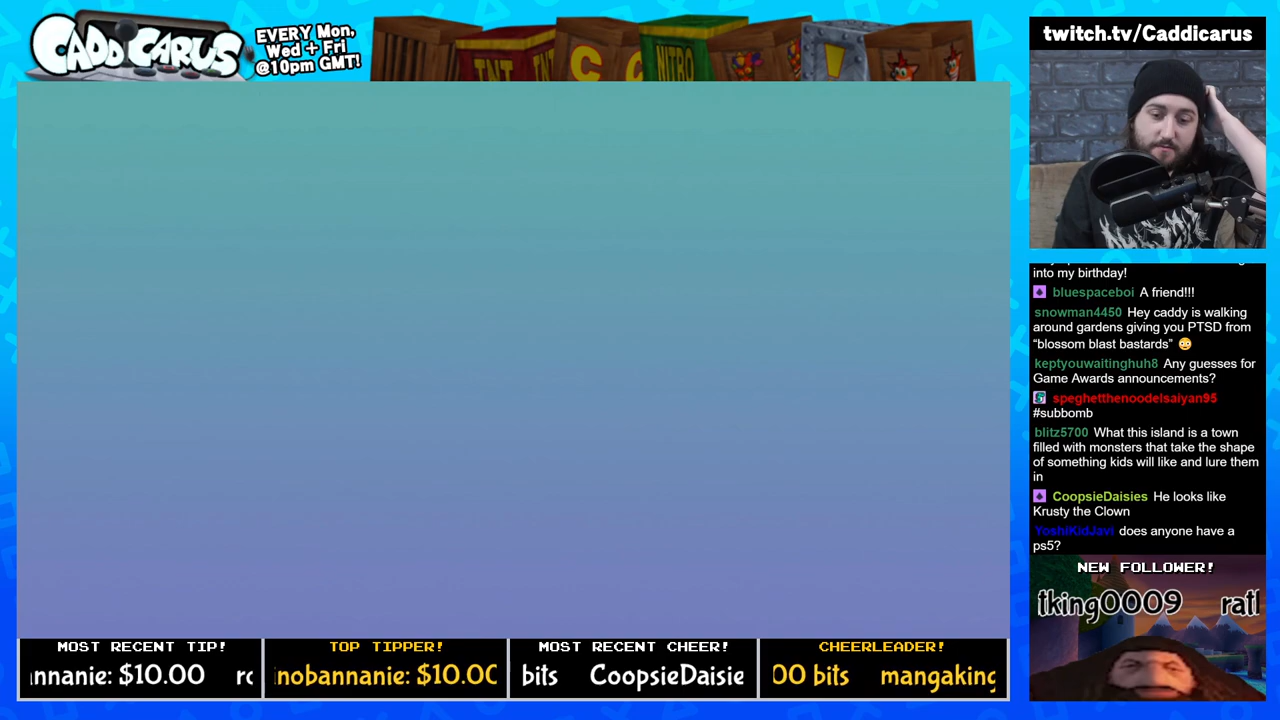 CADDICARUS
EVERY Mon,
Wed + Fri
@10pm GMT!
TNT
C
NITRO
!
twitch.tv/Caddicarus
into my birthday!
bluespaceboi A friend!!!
snowman4450 Hey caddy is walking
around gardens giving you PTSD from
“blossom blast bastards” 😳
keptyouwaitinghuh8 Any guesses for
Game Awards announcements?
speghetthenoodelsaiyan95
#subbomb
blitz5700 What this island is a town
filled with monsters that take the shape
of something kids will like and lure them
in
CoopsieDaisies He looks like
Krusty the Clown
YoshiKidJavi does anyone have a
ps5?
NEW FOLLOWER!
tking0009 ratl
MOST RECENT TIP!
nnanie: $10.00 ro
TOP TIPPER!
nobannanie: $10.00
MOST RECENT CHEER!
bits CoopsieDaisie
CHEERLEADER!
00 bits mangaking